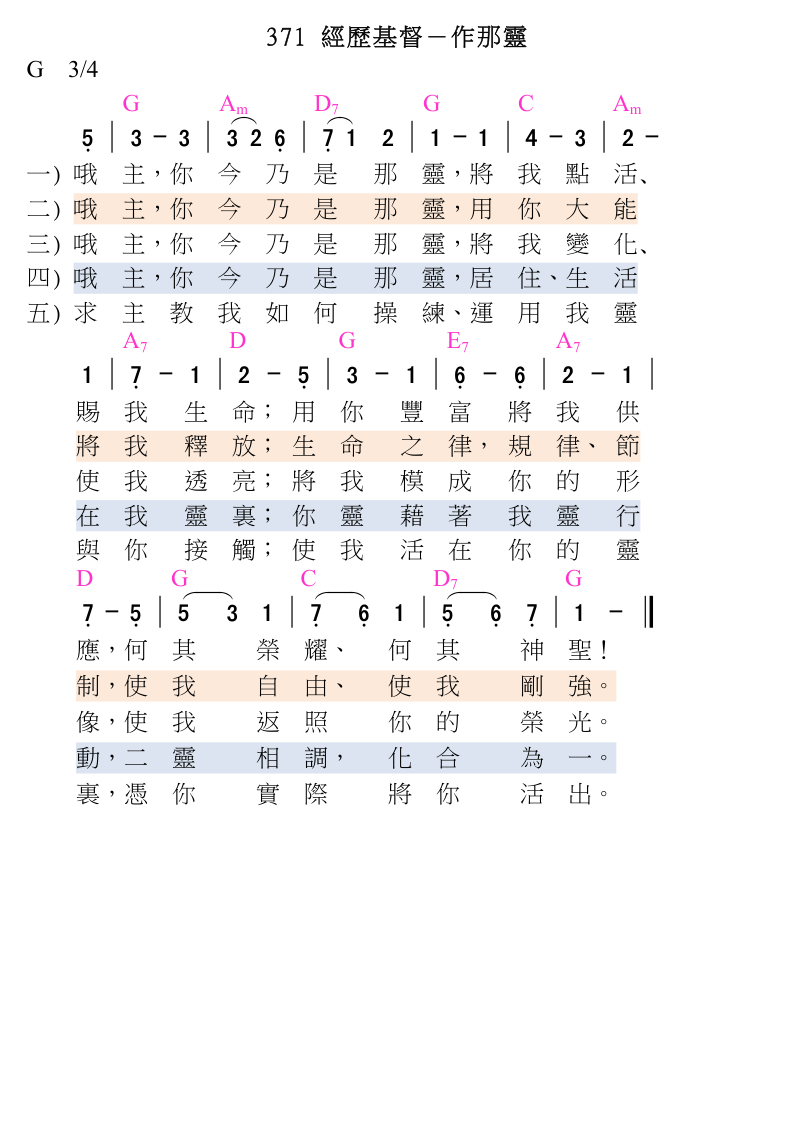 371 經歷基督－作那靈
G 3/4
G Am D7 G C Am
5̣ | 3 - 3 | 3 2 6̣ | 7̣ 1 2 | 1 - 1 | 4 - 3 | 2 -
一) 哦 主，你 今 乃 是 那 靈，將 我 點 活、
二) 哦 主，你 今 乃 是 那 靈，用 你 大 能
三) 哦 主，你 今 乃 是 那 靈，將 我 變 化、
四) 哦 主，你 今 乃 是 那 靈，居 住、生 活
五) 求 主 教 我 如 何 操 練、運 用 我 靈
A7 D G E7 A7
1 | 7̣ - 1 | 2 - 5̣ | 3 - 1 | 6̣ - 6̣ | 2 - 1 |
賜 我 生 命；用 你 豐 富 將 我 供
將 我 釋 放；生 命 之 律，規 律、節
使 我 透 亮；將 我 模 成 你 的 形
在 我 靈 裏；你 靈 藉 著 我 靈 行
與 你 接 觸；使 我 活 在 你 的 靈
D G C D7 G
7̣ - 5̣ | 5 3 1 | 7̣ 6̣ 1 | 5̣ 6̣ 7̣ | 1 - ‖
應，何 其 榮 耀、 何 其 神 聖！
制，使 我 自 由、 使 我 剛 強。
像，使 我 返 照 你 的 榮 光。
動，二 靈 相 調， 化 合 為 一。
裏，憑 你 實 際 將 你 活 出。